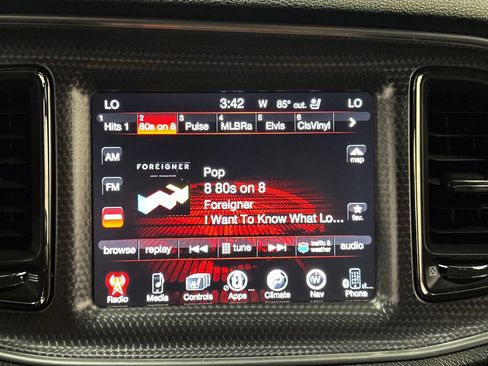 LO 3:42 W 85° out. LO
1 Hits 1 2 80s on 8 3 Pulse 4 MLBRa 5 Elvis 6 ClsVinyl
AM
FOREIGNER
map
Pop
8 80s on 8
FM
Foreigner
I Want To Know What Lo...
fav.
browse replay tune traffic & weather audio
Radio Media Controls Apps ... Climate Nav Phone